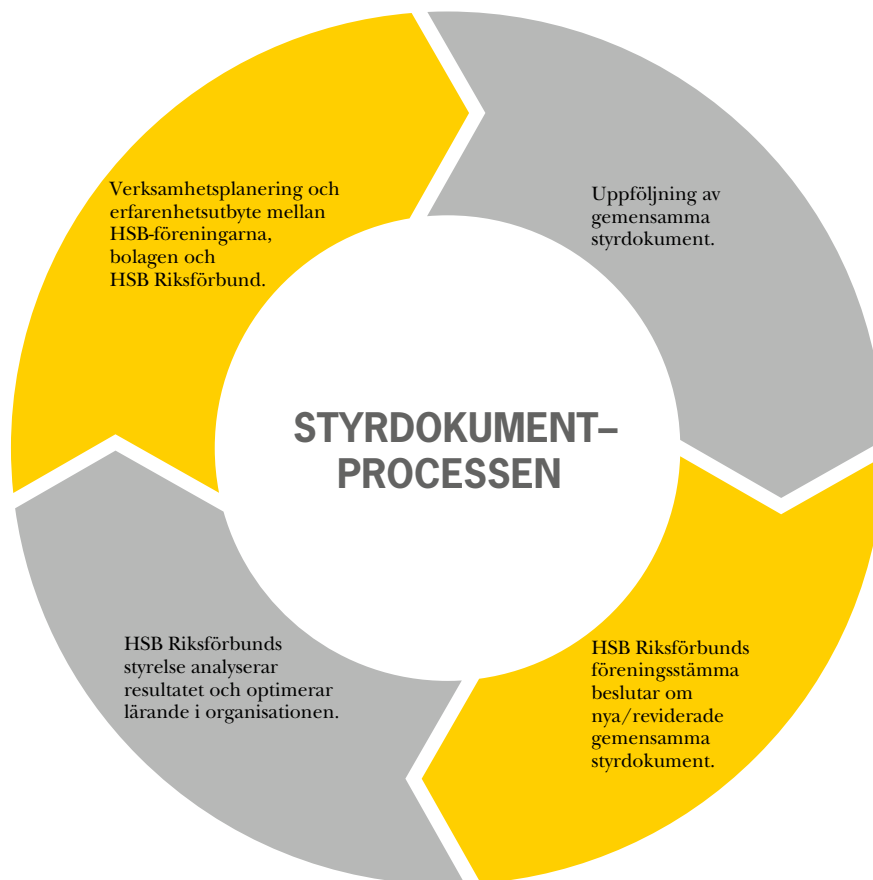 Verksamhetsplanering och
erfarenhetsutbyte mellan
HSB-föreningarna,
bolagen och
HSB Riksförbund.
Uppföljning av
gemensamma
styrdokument.
STYRDOKUMENT–
PROCESSEN
HSB Riksförbunds
styrelse analyserar
resultatet och optimerar
lärande i organisationen.
HSB Riksförbunds
föreningsstämma
beslutar om
nya/reviderade
gemensamma
styrdokument.